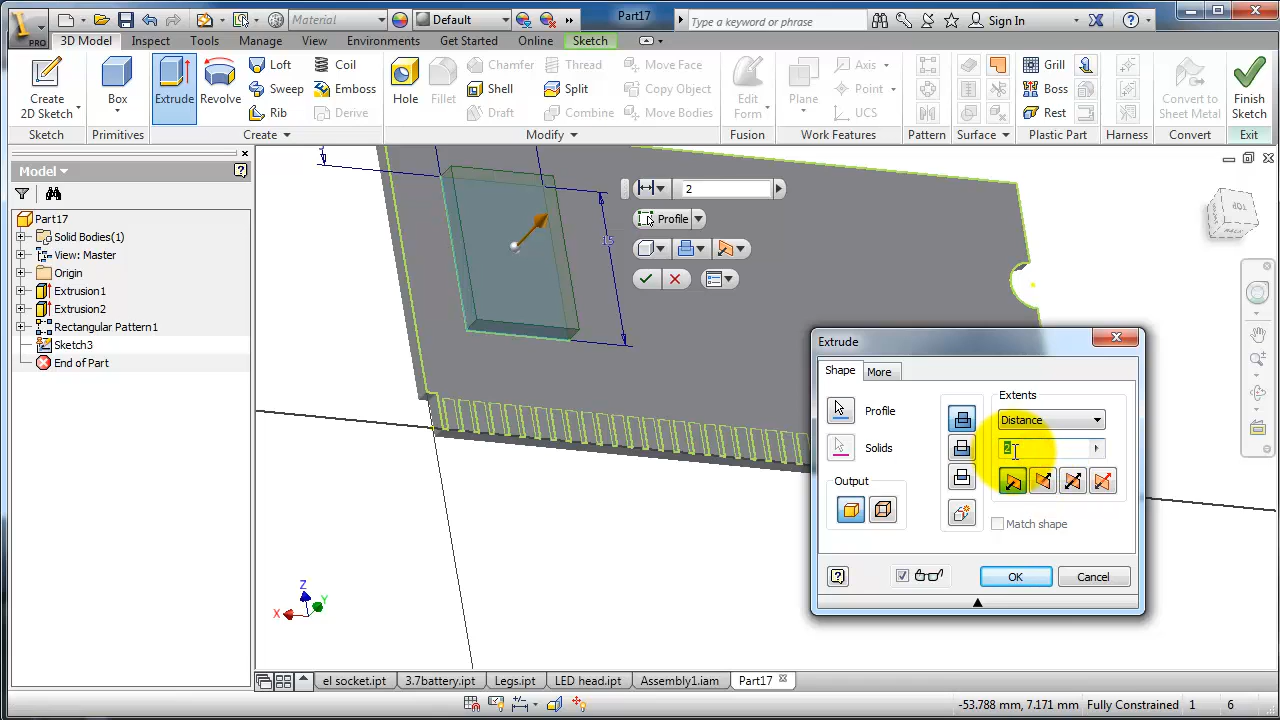 PRO
Material
Default
Part17
Type a keyword or phrase
Sign In
3D Model
Inspect
Tools
Manage
View
Environments
Get Started
Online
Sketch
Create
2D Sketch
Sketch
Box
Primitives
Extrude
Revolve
Loft
Sweep
Rib
Coil
Emboss
Derive
Create
Hole
Fillet
Chamfer
Shell
Draft
Thread
Split
Combine
Move Face
Copy Object
Move Bodies
Modify
Edit
Form
Fusion
Plane
Axis
Point
UCS
Work Features
Pattern
Surface
Grill
Boss
Rest
Plastic Part
Harness
Convert to
Sheet Metal
Convert
Finish
Sketch
Exit
Model
Part17
Solid Bodies(1)
View: Master
Origin
Extrusion1
Extrusion2
Rectangular Pattern1
Sketch3
End of Part
2
Profile
15
TOP
Extrude
Shape
More
Profile
Solids
Output
Extents
Distance
2
Match shape
OK
Cancel
Z
Y
X
el socket.ipt
3.7battery.ipt
Legs.ipt
LED head.ipt
Assembly1.iam
Part17
-53.788 mm, 7.171 mm
Fully Constrained
1
6